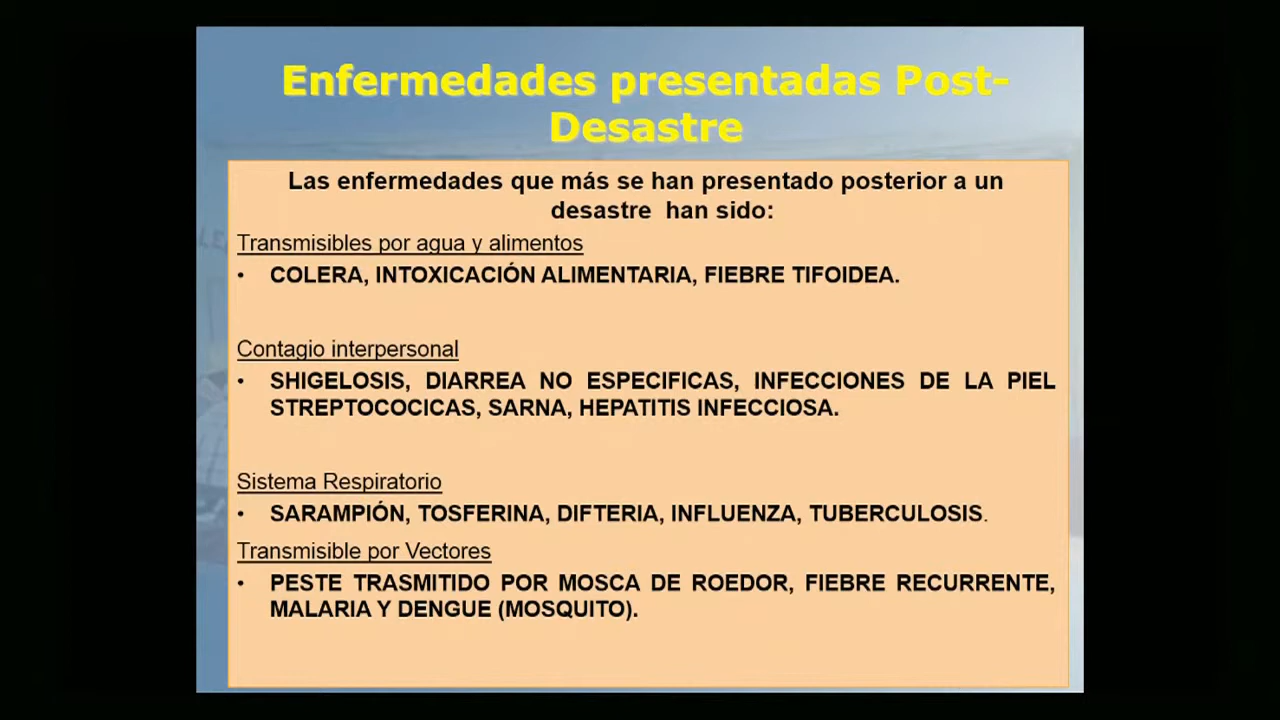 Enfermedades presentadas Post-
Desastre
Las enfermedades que más se han presentado posterior a un
desastre han sido:
Transmisibles por agua y alimentos
• COLERA, INTOXICACIÓN ALIMENTARIA, FIEBRE TIFOIDEA.
Contagio interpersonal
• SHIGELOSIS, DIARREA NO ESPECIFICAS, INFECCIONES DE LA PIEL
STREPTOCOCICAS, SARNA, HEPATITIS INFECCIOSA.
Sistema Respiratorio
• SARAMPIÓN, TOSFERINA, DIFTERIA, INFLUENZA, TUBERCULOSIS.
Transmisible por Vectores
• PESTE TRASMITIDO POR MOSCA DE ROEDOR, FIEBRE RECURRENTE,
MALARIA Y DENGUE (MOSQUITO).